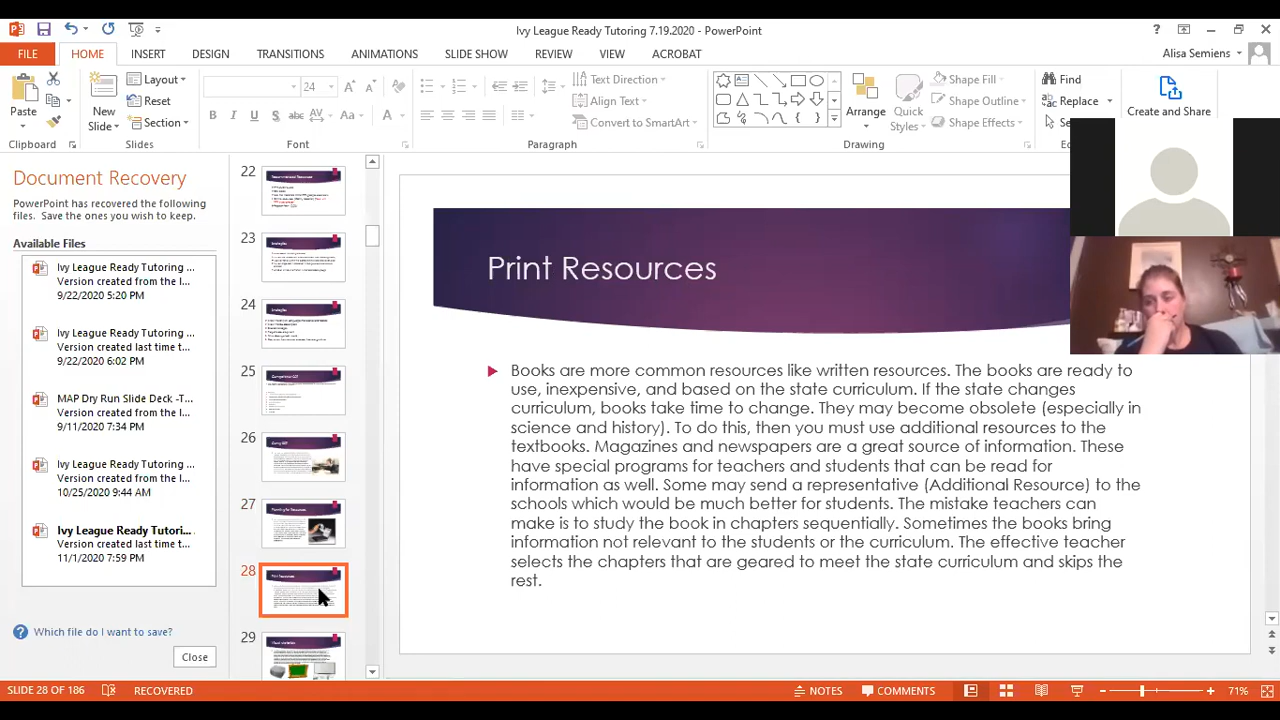 Ivy League Ready Tutoring 7.19.2020 - PowerPoint
FILE HOME INSERT DESIGN TRANSITIONS ANIMATIONS SLIDE SHOW REVIEW VIEW ACROBAT Alisa Semiens
Paste
New
Slide
Layout
Reset
Section
24
Text Direction
Align Text
Convert to SmartArt
Arrange
Quick
Styles
Shape Fill
Shape Outline
Shape Effects
Find
Replace
Create and Share
Clipboard Slides Font Paragraph Drawing
Document Recovery
PowerPoint has recovered the following
files. Save the ones you wish to keep.
Available Files
Ivy League Ready Tutoring ...
Version created from the l...
9/22/2020 5:20 PM
Ivy League Ready Tutoring ...
Version created last time t...
9/22/2020 6:02 PM
MAP Dry Run Slide Deck -T...
Version created from the l...
9/11/2020 7:34 PM
Ivy League Ready Tutoring ...
Version created from the l...
10/25/2020 9:44 AM
Ivy League Ready Tutori...
Version created last time t...
11/1/2020 7:59 PM
Which file do I want to save?
Close
22
Recommended Resources
23
Strategies
24
Strategies
25
26
27
Planning for Resources
28
Print Resources
29
Print Resources
Books are more common resources like written resources. The books are ready to
use, inexpensive, and based on the state curriculum. If the state changes
curriculum, books take time to change. They may become obsolete (especially in
science and history). To do this, then you must use additional resources to the
textbooks. Magazines and newspapers are a great source of information. These
have special programs for teachers and students that can be read for
information as well. Some may send a representative (Additional Resource) to the
schools which would be much better for students. The mistake teachers can
make is to study the book chapters sequentially. Sometimes the books bring
information not relevant to the students or the curriculum. The effective teacher
selects the chapters that are geared to meet the state curriculum and skips the
rest.
SLIDE 28 OF 186 RECOVERED NOTES COMMENTS 71%